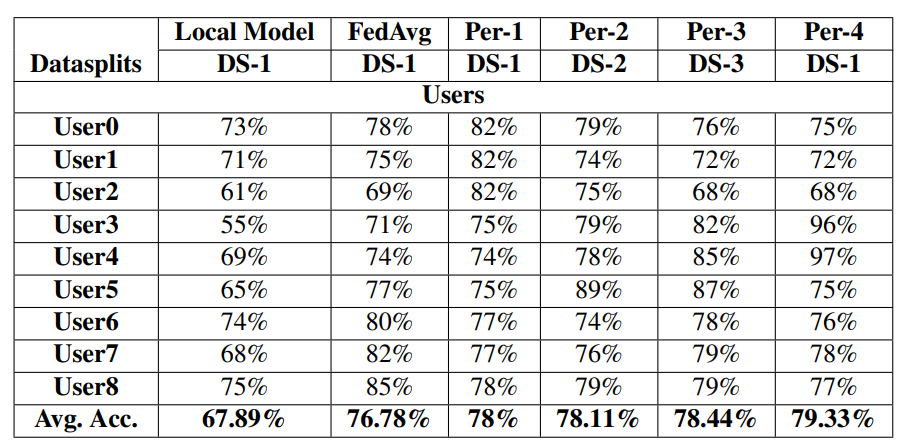 Datasplits Local Model FedAvg Per-1 Per-2 Per-3 Per-4
DS-1 DS-1 DS-1 DS-2 DS-3 DS-1
Users
User0 73% 78% 82% 79% 76% 75%
User1 71% 75% 82% 74% 72% 72%
User2 61% 69% 82% 75% 68% 68%
User3 55% 71% 75% 79% 82% 96%
User4 69% 74% 74% 78% 85% 97%
User5 65% 77% 75% 89% 87% 75%
User6 74% 80% 77% 74% 78% 76%
User7 68% 82% 77% 76% 79% 78%
User8 75% 85% 78% 79% 79% 77%
Avg. Acc. 67.89% 76.78% 78% 78.11% 78.44% 79.33%